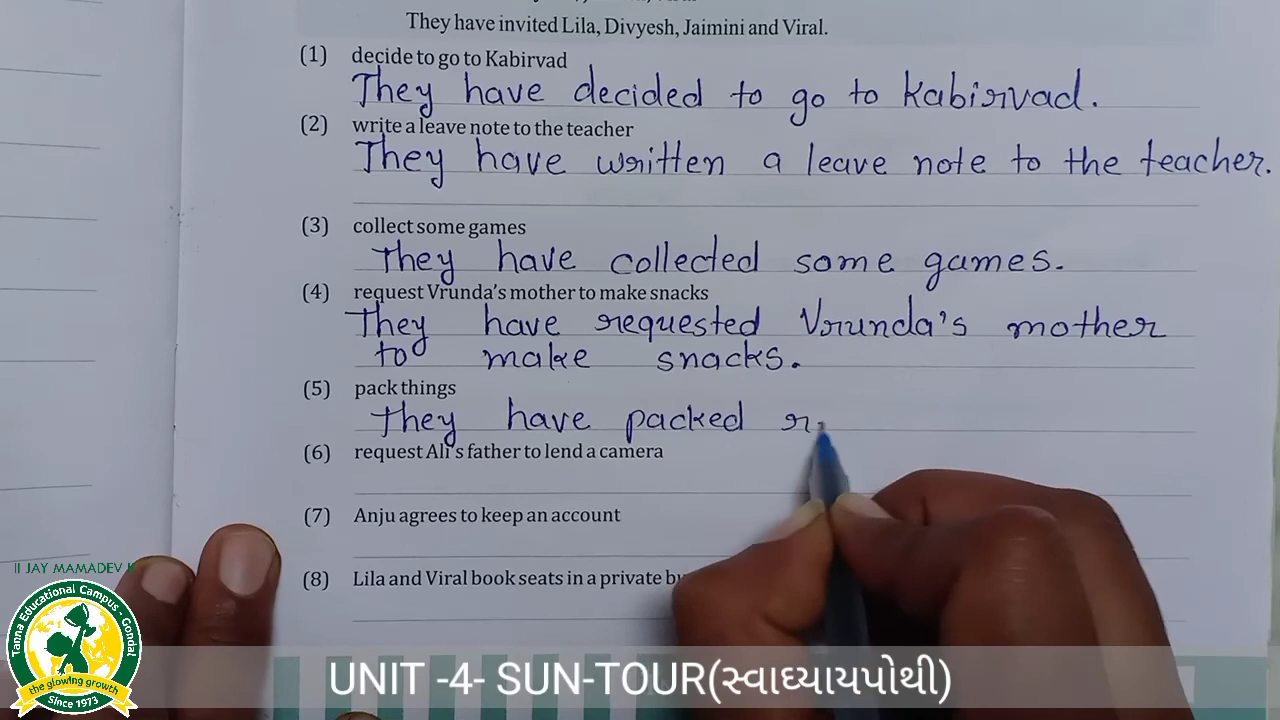 They have invited Lila, Divyesh, Jaimini and Viral.
(1) decide to go to Kabirvad
They have decided to go to Kabirvad.
(2) write a leave note to the teacher
They have written a leave note to the teacher.
(3) collect some games
They have collected some games.
(4) request Vrunda's mother to make snacks
They have requested Vrunda's mother
to make snacks.
(5) pack things
They have packed
(6) request Ali's father to lend a camera
(7) Anju agrees to keep an account
(8) Lila and Viral book seats in a private
॥ JAY MAMADEV ॥
Tanna Educational Campus - Gondal
the glowing growth
Since 1973
UNIT -4- SUN-TOUR(સ્વાધ્યાયપોથી)